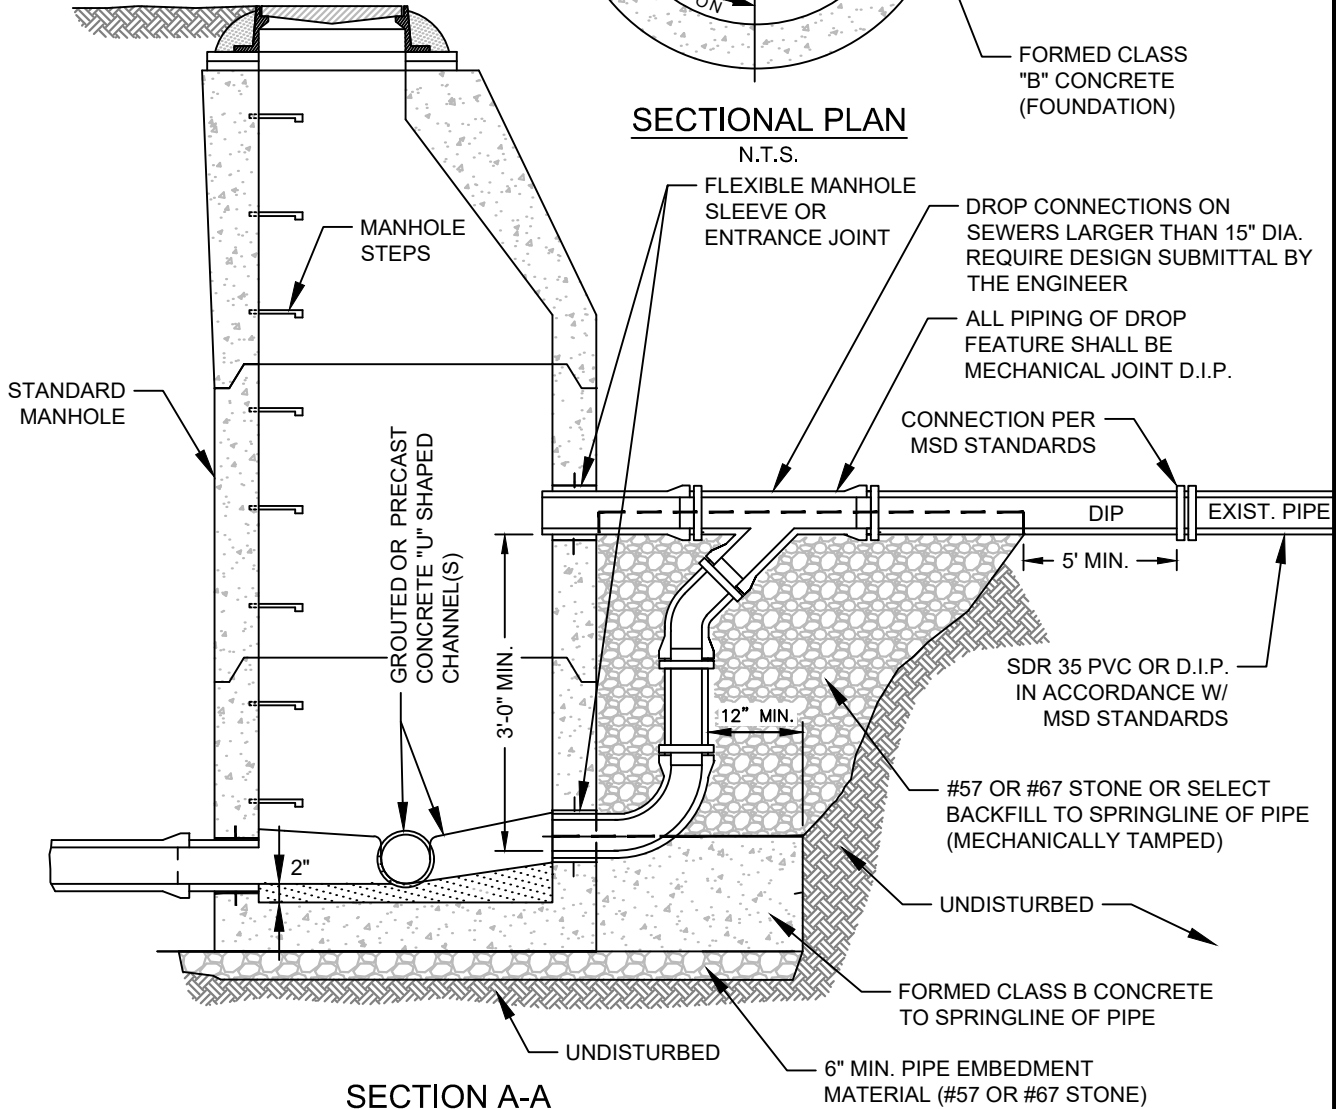 ON
FORMED CLASS
"B" CONCRETE
(FOUNDATION)
SECTIONAL PLAN
N.T.S.
FLEXIBLE MANHOLE
SLEEVE OR
ENTRANCE JOINT
DROP CONNECTIONS ON
SEWERS LARGER THAN 15" DIA.
REQUIRE DESIGN SUBMITTAL BY
THE ENGINEER
MANHOLE
STEPS
ALL PIPING OF DROP
FEATURE SHALL BE
MECHANICAL JOINT D.I.P.
STANDARD
MANHOLE
CONNECTION PER
MSD STANDARDS
GROUTED OR PRECAST
CONCRETE "U" SHAPED
CHANNEL(S)
DIP
EXIST. PIPE
5' MIN.
3'-0" MIN.
SDR 35 PVC OR D.I.P.
IN ACCORDANCE W/
MSD STANDARDS
12" MIN.
#57 OR #67 STONE OR SELECT
BACKFILL TO SPRINGLINE OF PIPE
(MECHANICALLY TAMPED)
2"
UNDISTURBED
FORMED CLASS B CONCRETE
TO SPRINGLINE OF PIPE
UNDISTURBED
6" MIN. PIPE EMBEDMENT
MATERIAL (#57 OR #67 STONE)
SECTION A-A